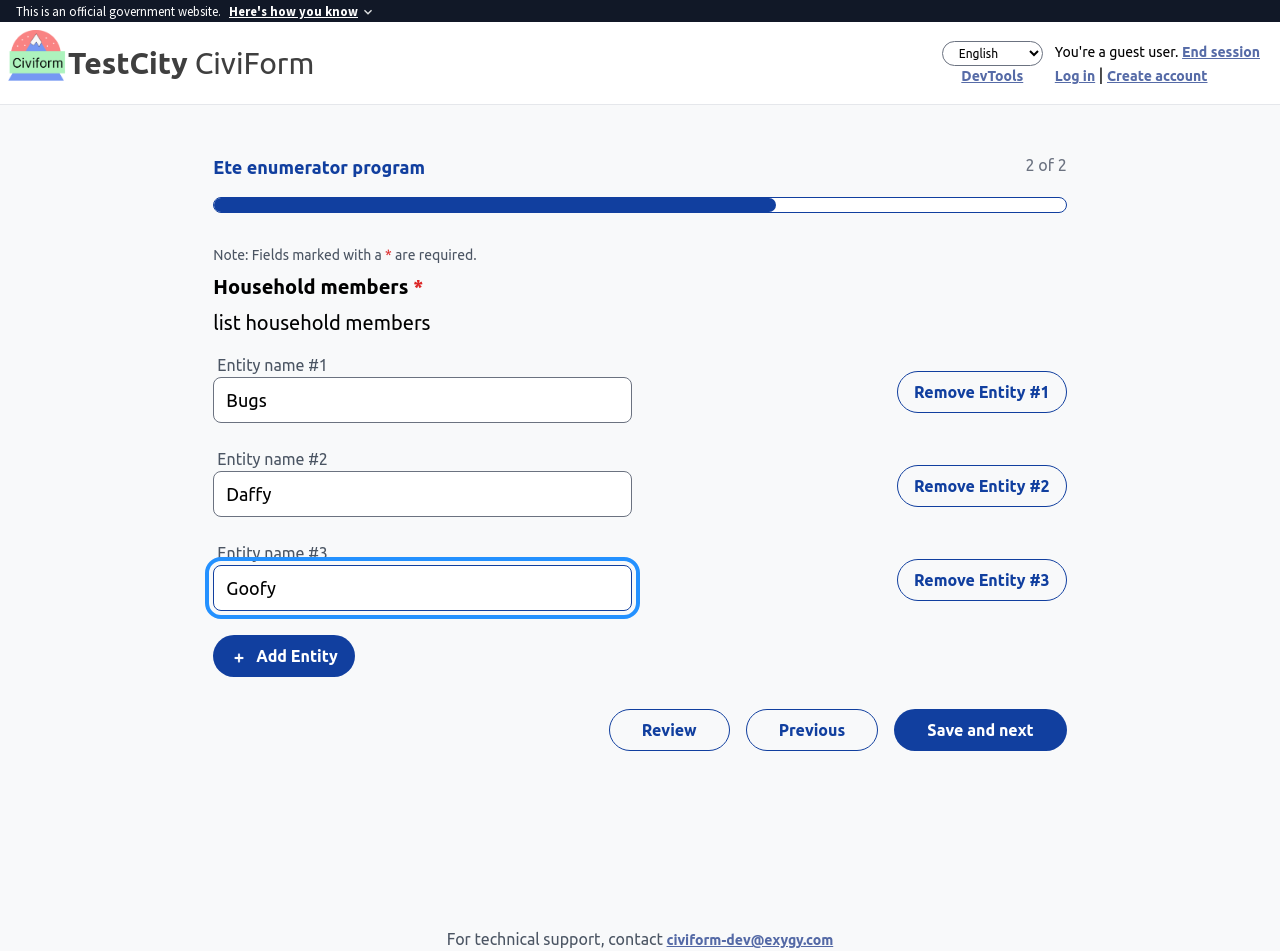 This is an official government website. Here's how you know
Civiform TestCity CiviForm
English
You're a guest user. End session
DevTools
Log in | Create account
Ete enumerator program
2 of 2
Note: Fields marked with a * are required.
Household members *
list household members
Entity name #1
Bugs
Remove Entity #1
Entity name #2
Daffy
Remove Entity #2
Entity name #3
Goofy
Remove Entity #3
+ Add Entity
Review
Previous
Save and next
For technical support, contact civiform-dev@exygy.com